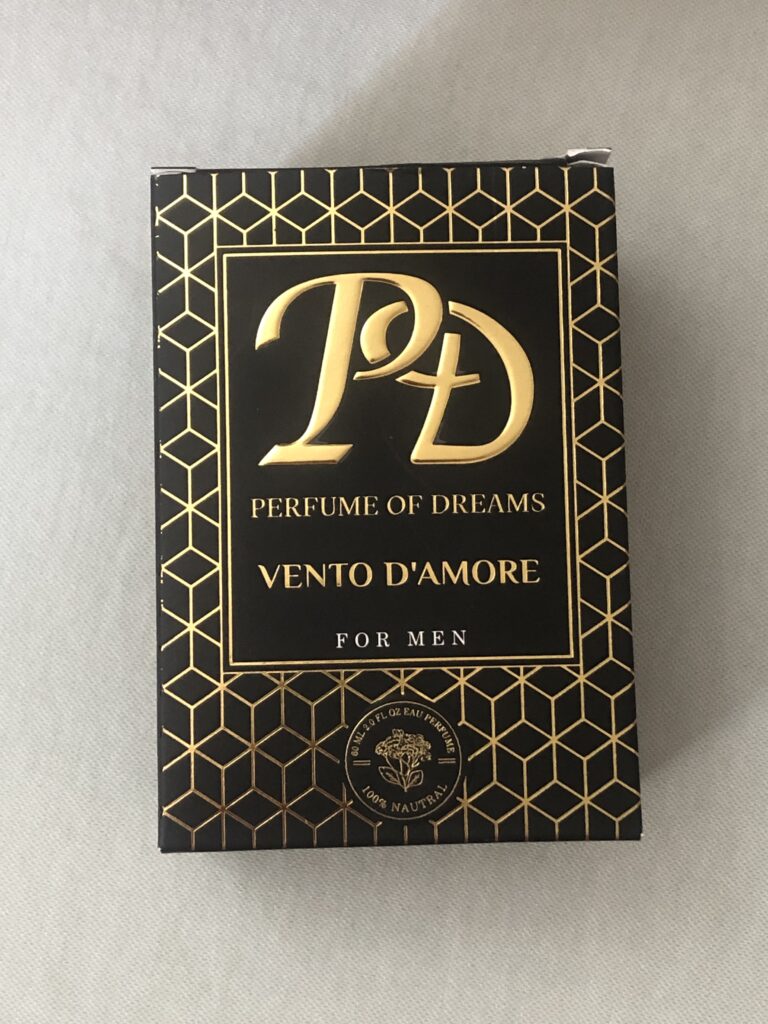 PD
PERFUME OF DREAMS
VENTO D'AMORE
FOR MEN
60 ML 2.0 FL OZ EAU PERFUME
100% NAUTRAL